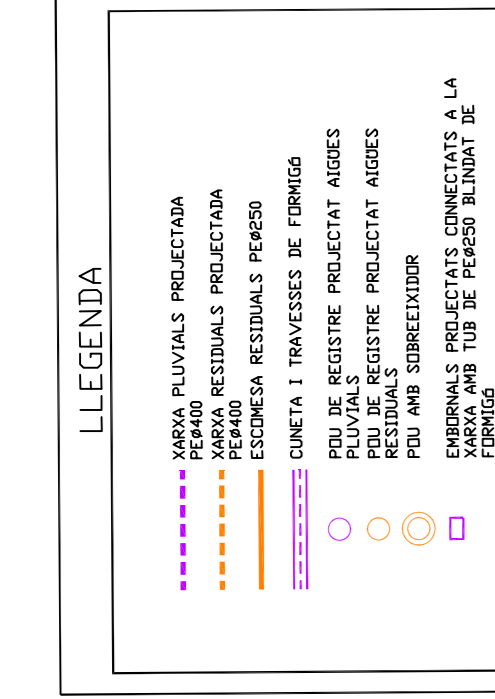 LLEGENDA
XARXA PLUVIALS PROJECTADA
PEØ400
XARXA RESIDUALS PROJECTADA
PEØ400
ESCOMESA RESIDUALS PEØ250
CUNETA I TRAVESSES DE FORMIGó
POU DE REGISTRE PROJECTAT AIGÜES
PLUVIALS
POU DE REGISTRE PROJECTAT AIGÜES
RESIDUALS
POU AMB SOBREEIXIDOR
EMBORNALS PROJECTATS CONNECTATS A LA
XARXA AMB TUB DE PEØ250 BLINDAT DE
FORMIGó